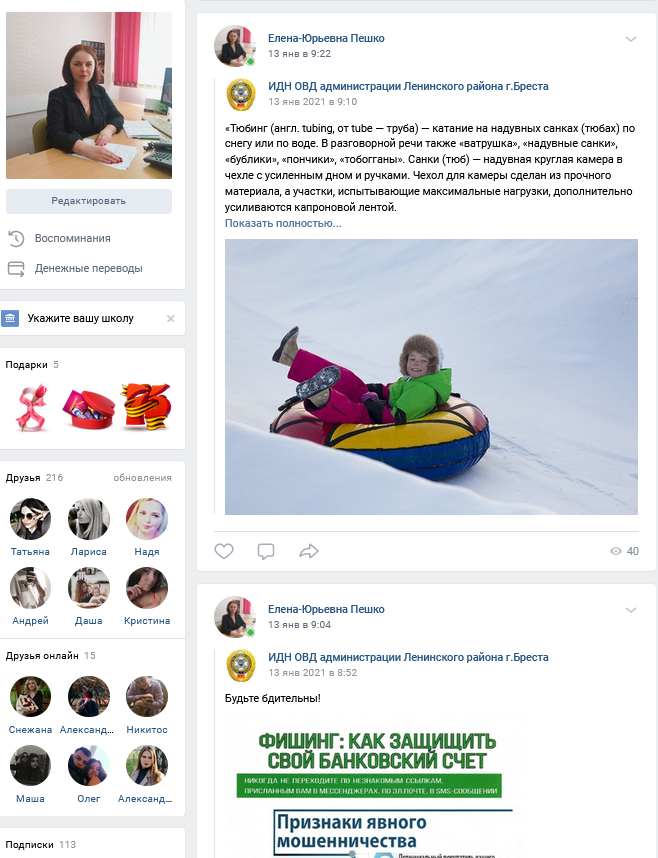 Редактировать
Воспоминания
Денежные переводы
Укажите вашу школу
Подарки 5
Друзья 216 обновления
Татьяна Лариса Надя
Андрей Даша Кристина
Друзья онлайн 15
Снежана Александ... Никитос
Маша Олег Александ...
Подписки 113
Елена-Юрьевна Пешко
13 янв в 9:22
ИДН ОВД администрации Ленинского района г.Бреста
13 янв 2021 в 9:10
«Тюбинг (англ. tubing, от tube — труба) — катание на надувных санках (тюбах) по
снегу или по воде. В разговорной речи также «ватрушка», «надувные санки»,
«бублики», «пончики», «тобогганы». Санки (тюб) — надувная круглая камера в
чехле с усиленным дном и ручками. Чехол для камеры сделан из прочного
материала, а участки, испытывающие максимальные нагрузки, дополнительно
усиливаются капроновой лентой.
Показать полностью...
40
Елена-Юрьевна Пешко
13 янв в 9:04
ИДН ОВД администрации Ленинского района г.Бреста
13 янв 2021 в 8:52
Будьте бдительны!
ФИШИНГ: КАК ЗАЩИТИТЬ
СВОЙ БАНКОВСКИЙ СЧЕТ
НИКОГДА НЕ ПЕРЕХОДИТЕ ПО НЕЗНАКОМЫМ ССЫЛКАМ,
ПРИСЛАННЫМ ВАМ В МЕССЕНДЖЕРАХ, ПО ЭЛ.ПОЧТЕ, В SMS-СООБЩЕНИИ
Признаки явного
мошенничества